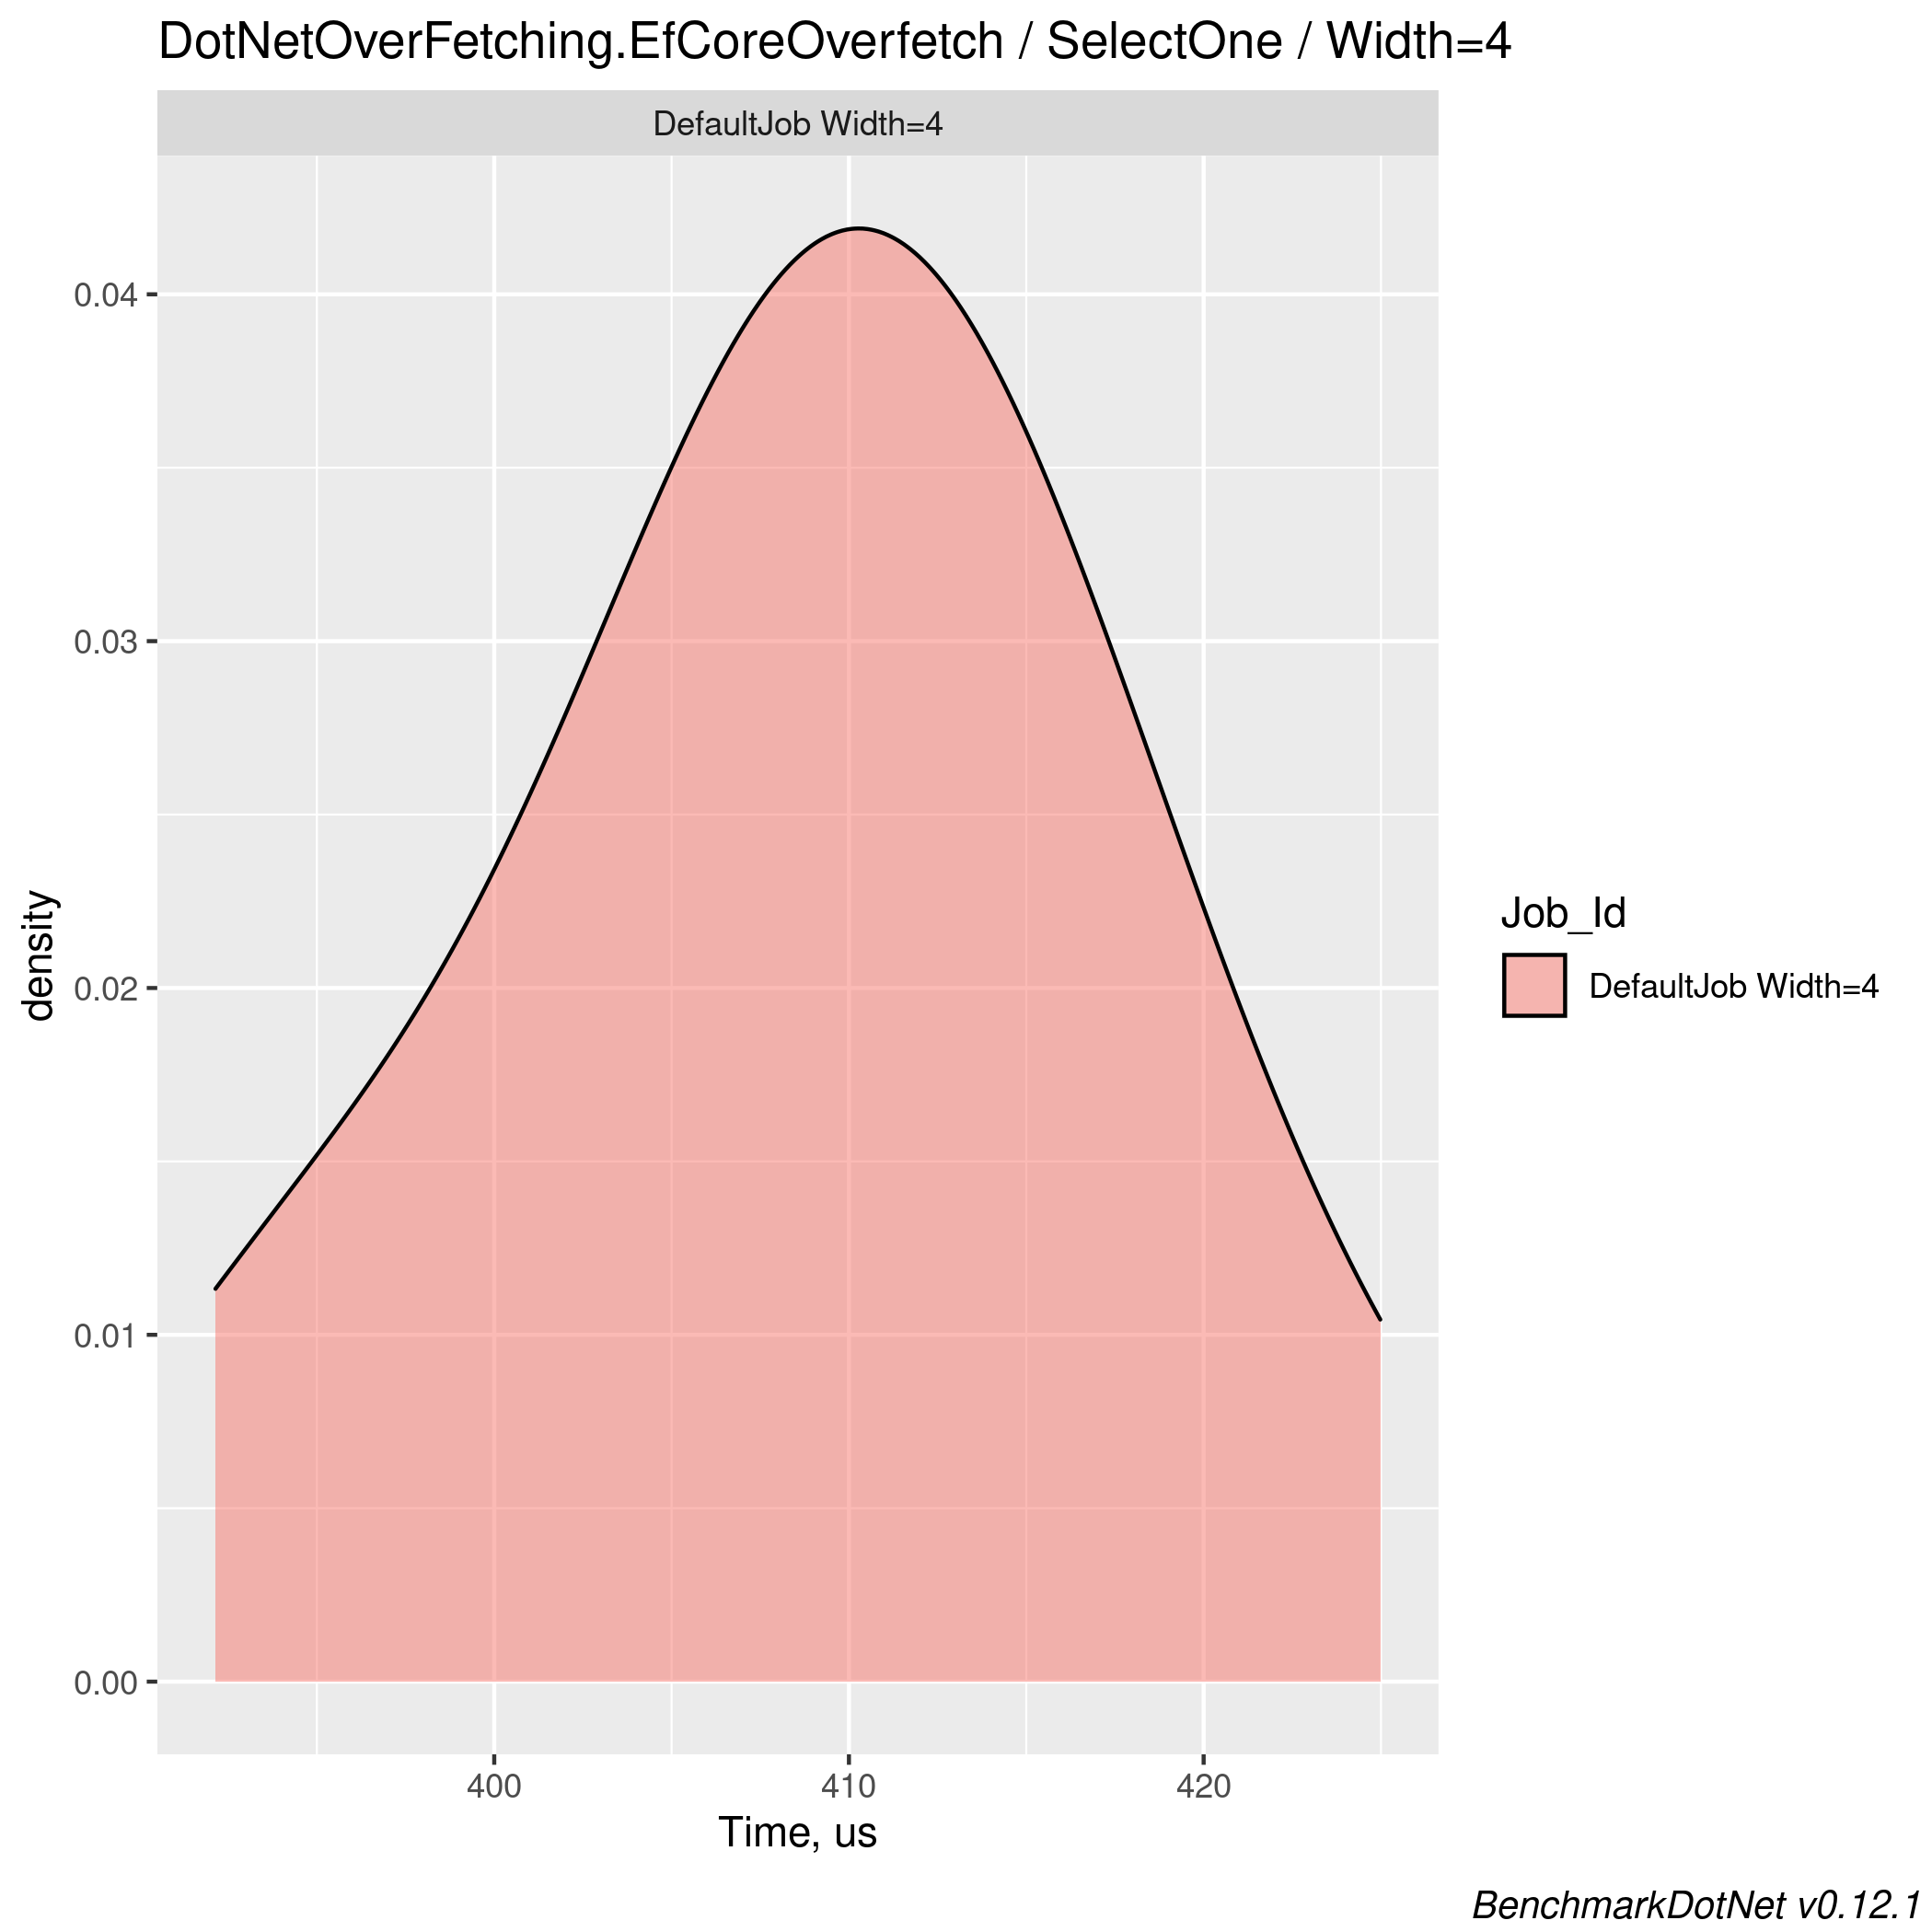 DotNetOverFetching.EfCoreOverfetch / SelectOne / Width=4
DefaultJob Width=4
0.04
0.03
0.02
0.01
0.00
density
400 410 420
Time, us
Job_Id
DefaultJob Width=4
BenchmarkDotNet v0.12.1